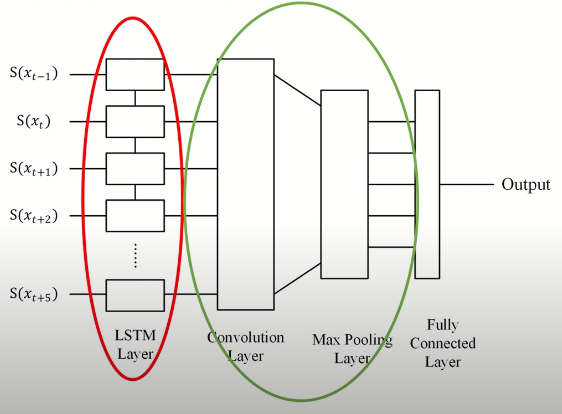 S(x_{t−1})
S(x_t)
S(x_{t+1})
S(x_{t+2})
S(x_{t+5})
Output
LSTM
Layer
Convolution
Layer
Max Pooling
Layer
Fully
Connected
Layer